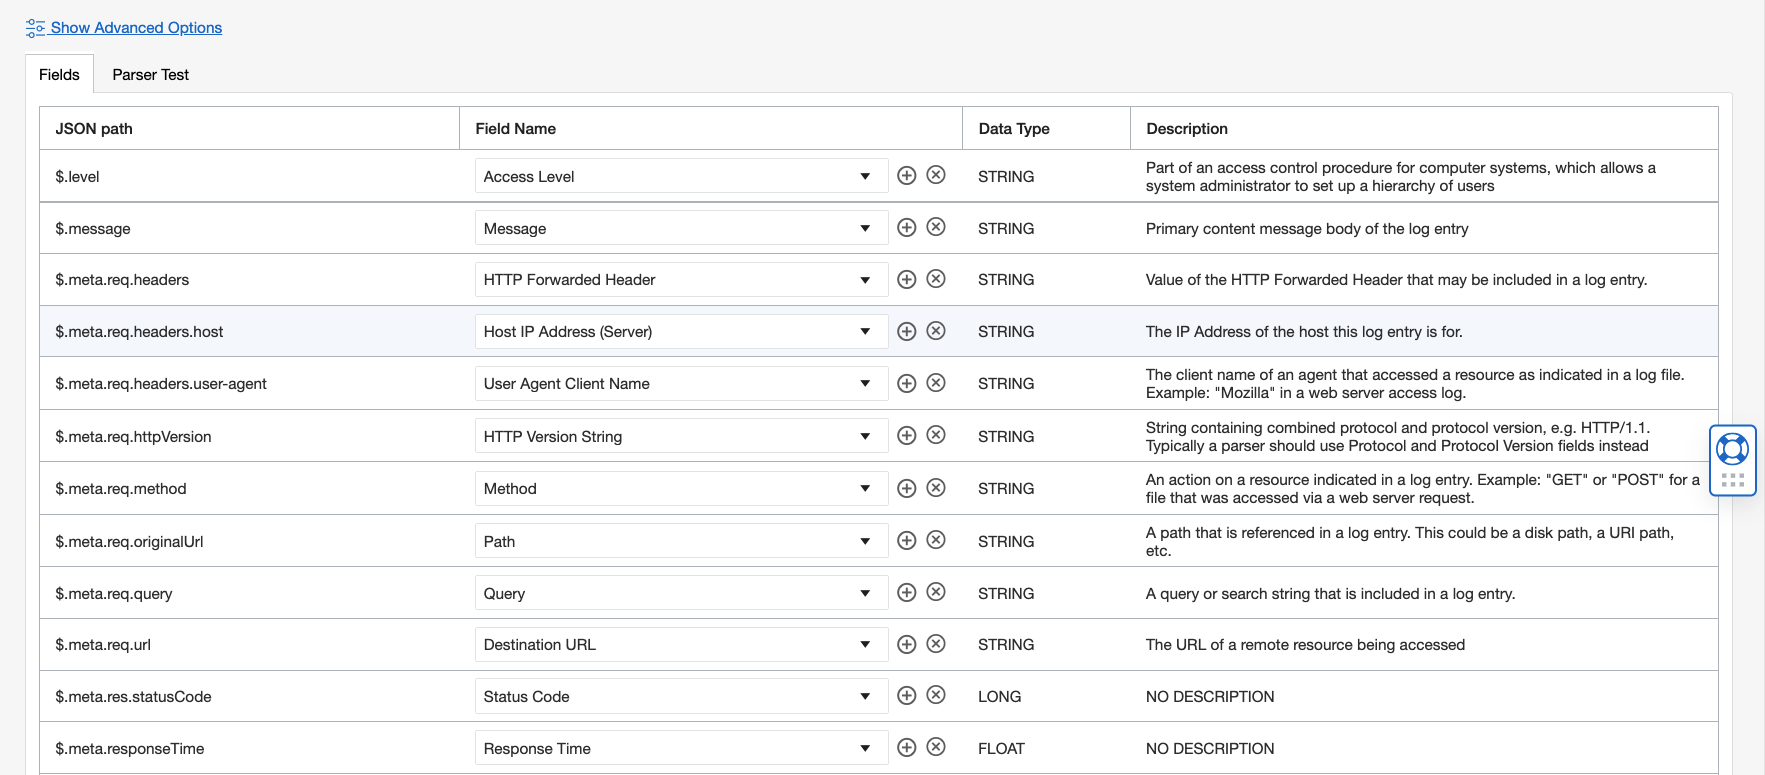 Show Advanced Options
Fields Parser Test
JSON path Field Name Data Type Description
$.level Access Level STRING Part of an access control procedure for computer systems, which allows a
system administrator to set up a hierarchy of users
$.message Message STRING Primary content message body of the log entry
$.meta.req.headers HTTP Forwarded Header STRING Value of the HTTP Forwarded Header that may be included in a log entry.
$.meta.req.headers.host Host IP Address (Server) STRING The IP Address of the host this log entry is for.
$.meta.req.headers.user-agent User Agent Client Name STRING The client name of an agent that accessed a resource as indicated in a log file.
Example: "Mozilla" in a web server access log.
$.meta.req.httpVersion HTTP Version String STRING String containing combined protocol and protocol version, e.g. HTTP/1.1.
Typically a parser should use Protocol and Protocol Version fields instead
$.meta.req.method Method STRING An action on a resource indicated in a log entry. Example: "GET" or "POST" for a
file that was accessed via a web server request.
$.meta.req.originalUrl Path STRING A path that is referenced in a log entry. This could be a disk path, a URI path,
etc.
$.meta.req.query Query STRING A query or search string that is included in a log entry.
$.meta.req.url Destination URL STRING The URL of a remote resource being accessed
$.meta.res.statusCode Status Code LONG NO DESCRIPTION
$.meta.responseTime Response Time FLOAT NO DESCRIPTION